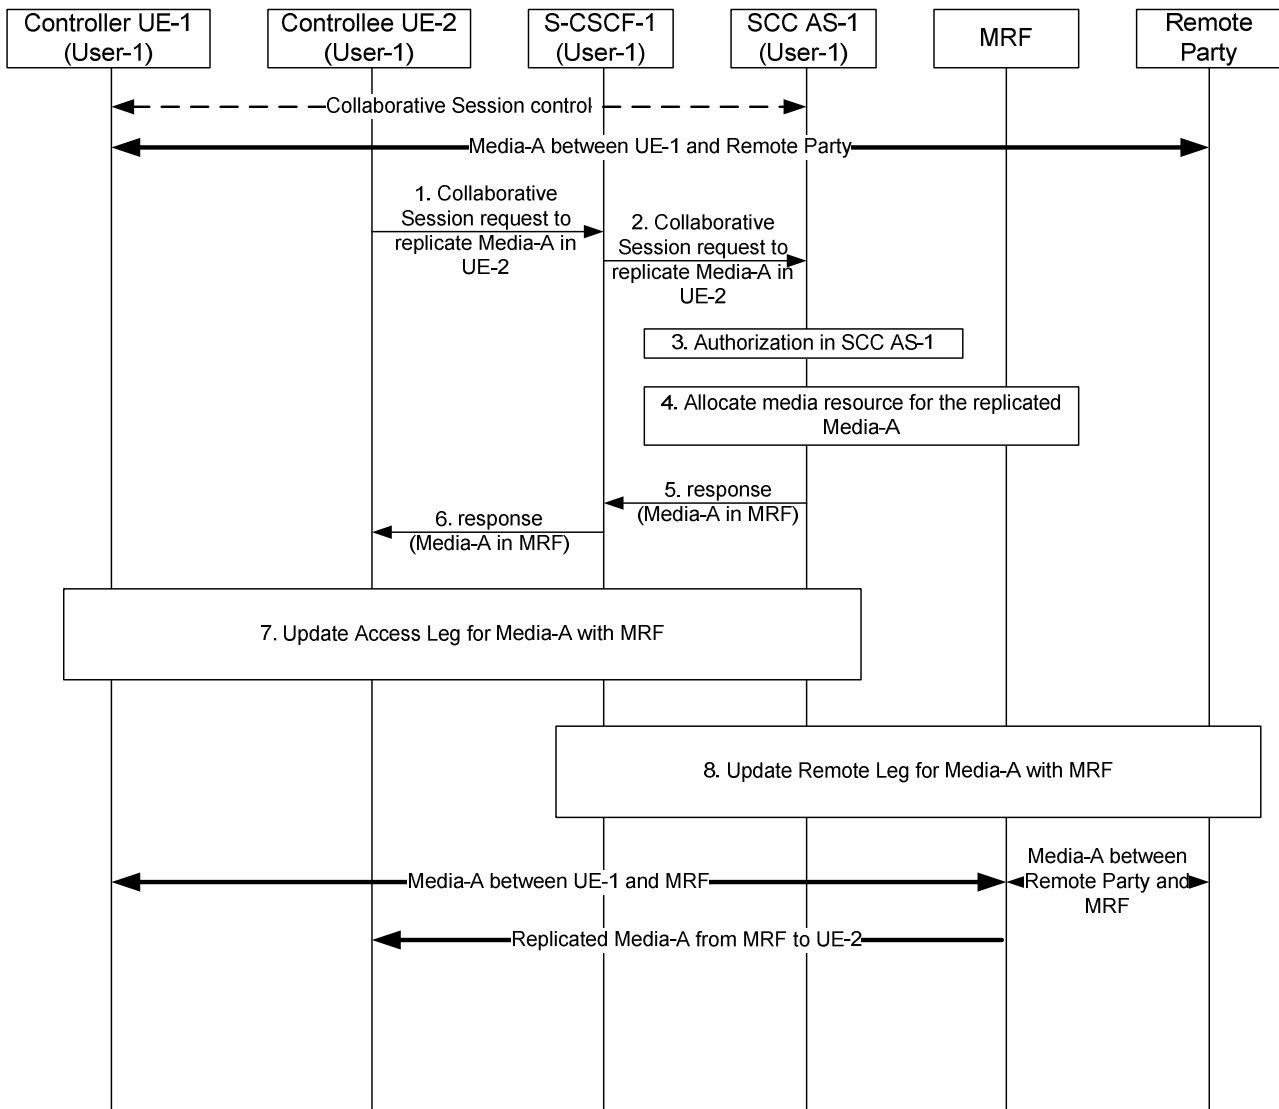 Controller UE-1
(User-1)
Controllee UE-2
(User-1)
S-CSCF-1
(User-1)
SCC AS-1
(User-1)
MRF
Remote
Party
Collaborative Session control
Media-A between UE-1 and Remote Party
1. Collaborative
Session request to
replicate Media-A in
UE-2
2. Collaborative
Session request to
replicate Media-A in
UE-2
3. Authorization in SCC AS-1
4. Allocate media resource for the replicated
Media-A
5. response
(Media-A in MRF)
6. response
(Media-A in MRF)
7. Update Access Leg for Media-A with MRF
8. Update Remote Leg for Media-A with MRF
Media-A between UE-1 and MRF
Media-A between
Remote Party and
MRF
Replicated Media-A from MRF to UE-2